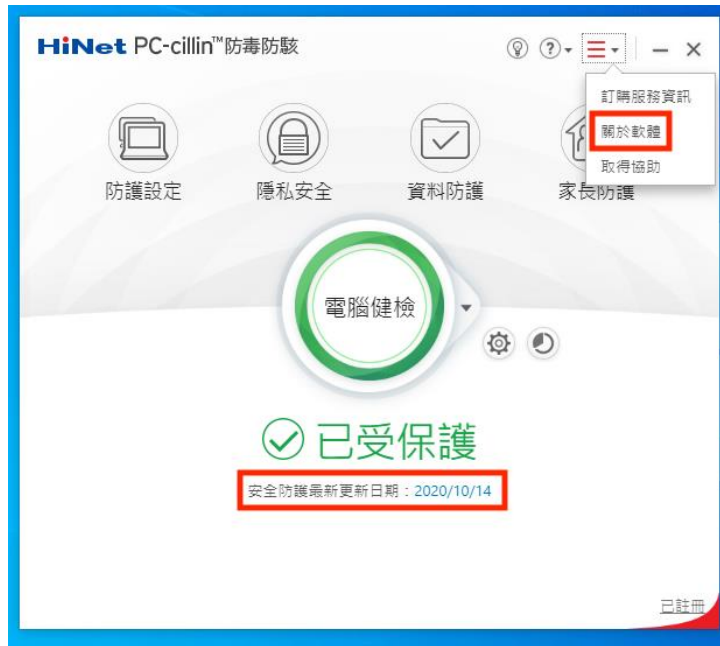 HiNet PC-cillin™防毒防駭
訂購服務資訊
關於軟體
取得協助
防護設定
隱私安全
資料防護
家長防護
電腦健檢
已受保護
安全防護最新更新日期：2020/10/14
已註冊